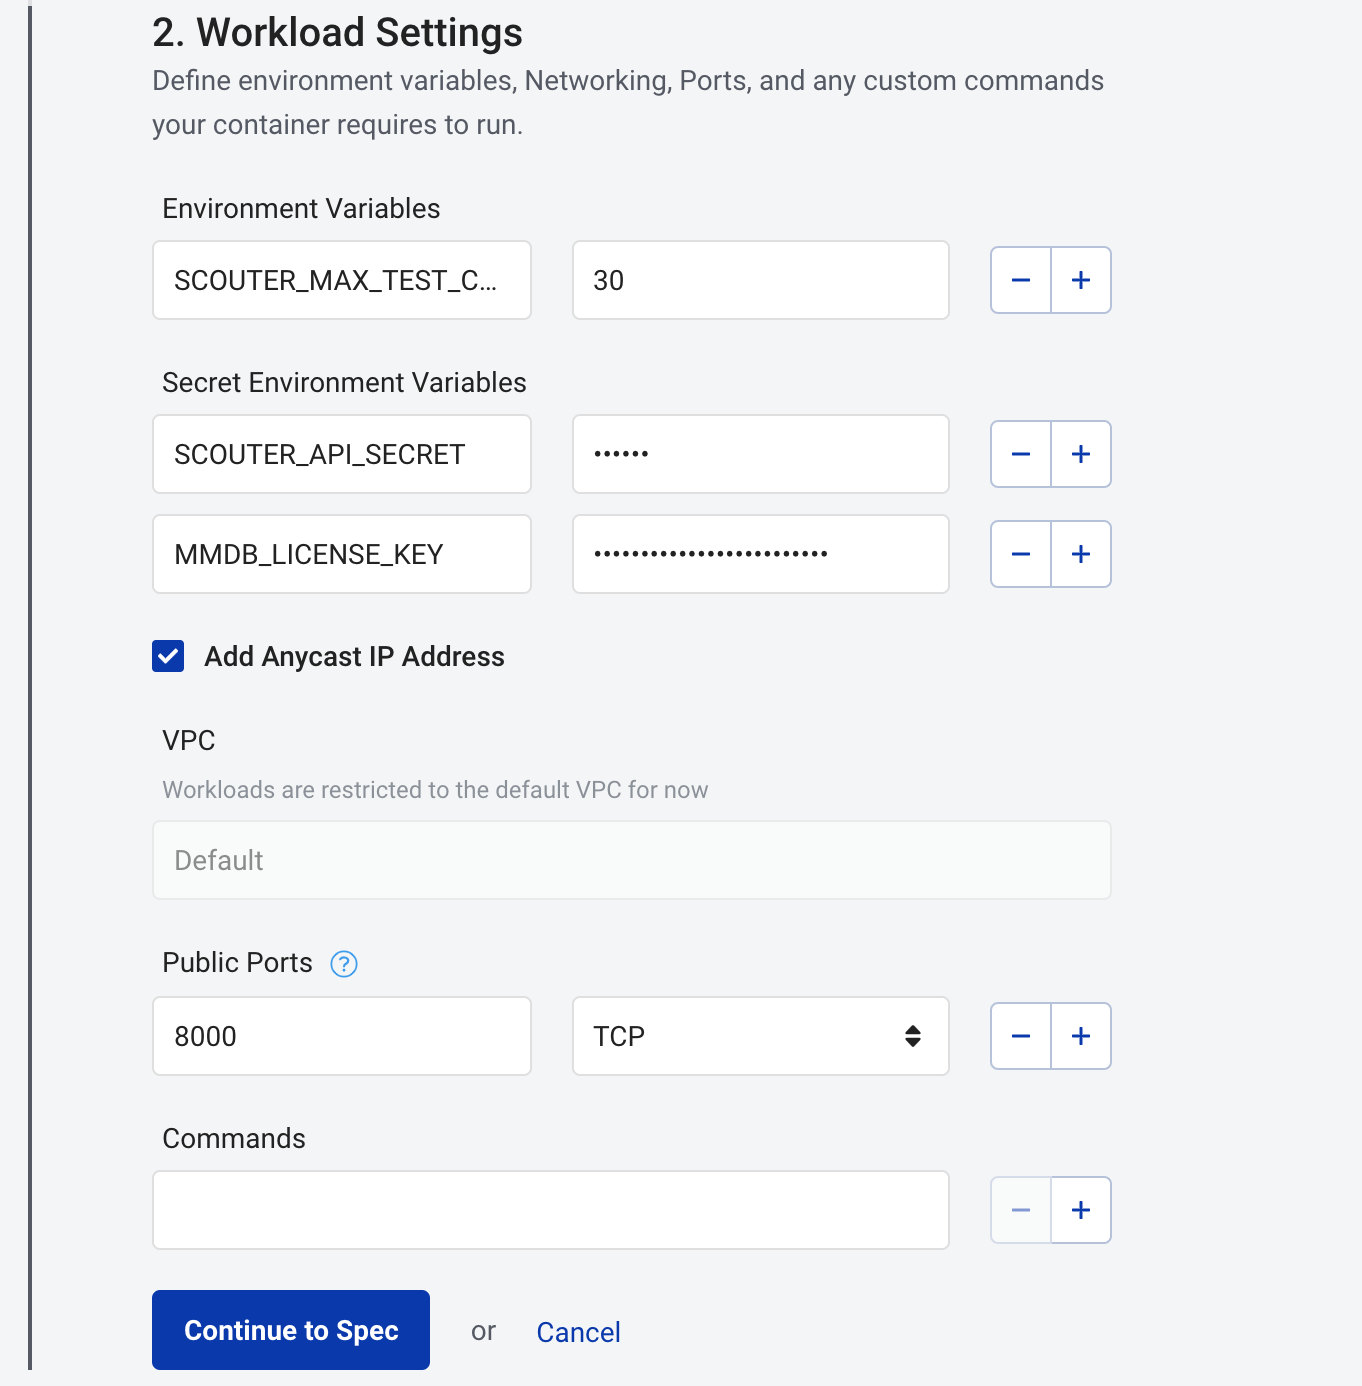 2. Workload Settings
Define environment variables, Networking, Ports, and any custom commands
your container requires to run.
Environment Variables
SCOUTER_MAX_TEST_C...
30
Secret Environment Variables
SCOUTER_API_SECRET
••••••
MMDB_LICENSE_KEY
•••••••••••••••••••••••••
Add Anycast IP Address
VPC
Workloads are restricted to the default VPC for now
Default
Public Ports ?
8000
TCP
Commands
Continue to Spec or Cancel